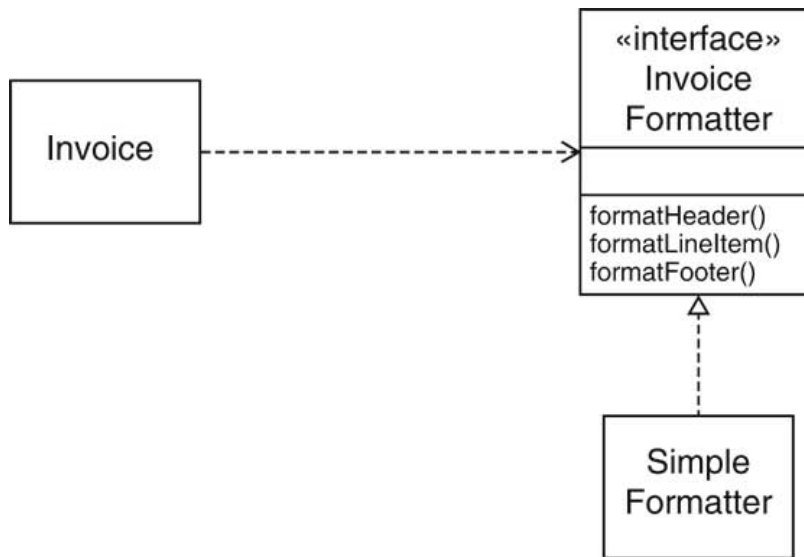 Invoice
«interface»
Invoice
Formatter
formatHeader()
formatLineItem()
formatFooter()
Simple
Formatter